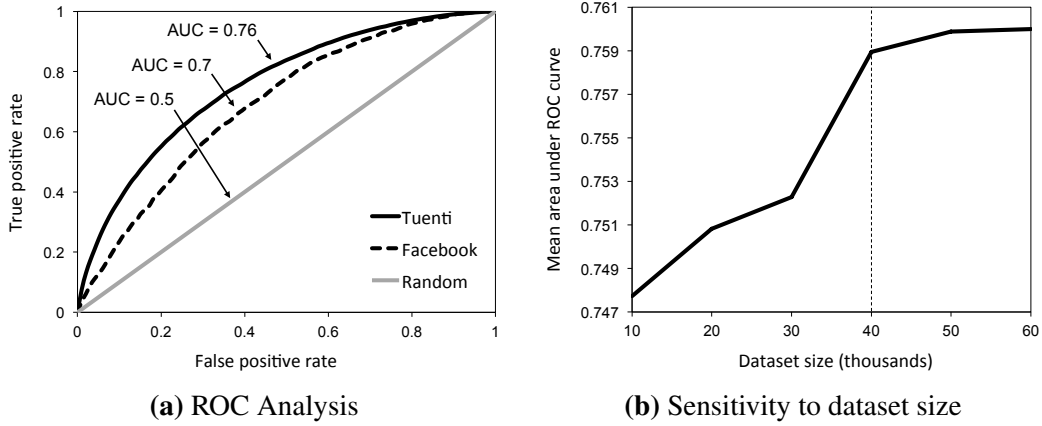 True positive rate
1
0.8
0.6
0.4
0.2
0
AUC = 0.76
AUC = 0.7
AUC = 0.5
Tuenti
Facebook
Random
0 0.2 0.4 0.6 0.8 1
False positive rate
(a) ROC Analysis
Mean area under ROC curve
0.761
0.759
0.757
0.755
0.753
0.751
0.749
0.747
10 20 30 40 50 60
Dataset size (thousands)
(b) Sensitivity to dataset size